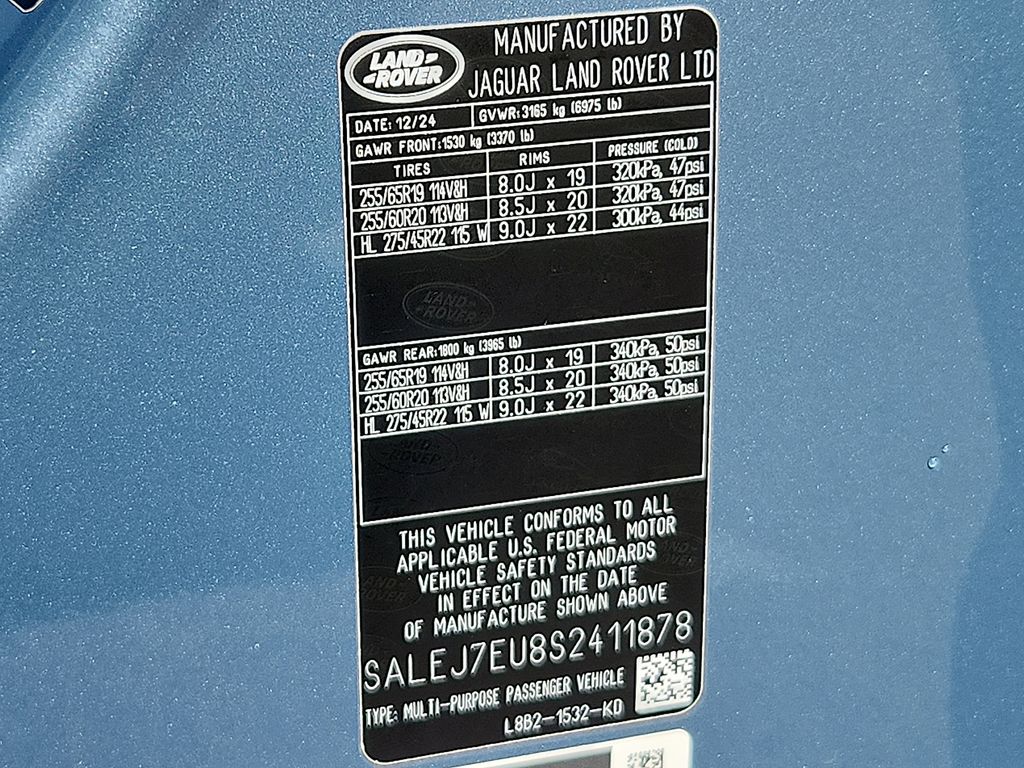 LAND
ROVER
MANUFACTURED BY
JAGUAR LAND ROVER LTD
DATE: 12/24 GVWR: 3165 kg (6975 lb)
GAWR FRONT: 1530 kg (3370 lb)
TIRES RIMS PRESSURE (COLD)
255/65R19 114V&H 8.0J x 19 320kPa, 47psi
255/60R20 113V&H 8.5J x 20 320kPa, 47psi
HL 275/45R22 115 W 9.0J x 22 300kPa, 44psi
LAND
ROVER
GAWR REAR: 1800 kg (3965 lb)
255/65R19 114V&H 8.0J x 19 340kPa, 50psi
255/60R20 113V&H 8.5J x 20 340kPa, 50psi
HL 275/45R22 115 W 9.0J x 22 340kPa, 50psi
THIS VEHICLE CONFORMS TO ALL
APPLICABLE U.S. FEDERAL MOTOR
VEHICLE SAFETY STANDARDS
IN EFFECT ON THE DATE
OF MANUFACTURE SHOWN ABOVE
SALEJ7EU8S2411878
TYPE: MULTI-PURPOSE PASSENGER VEHICLE
L8B2-1532-KD